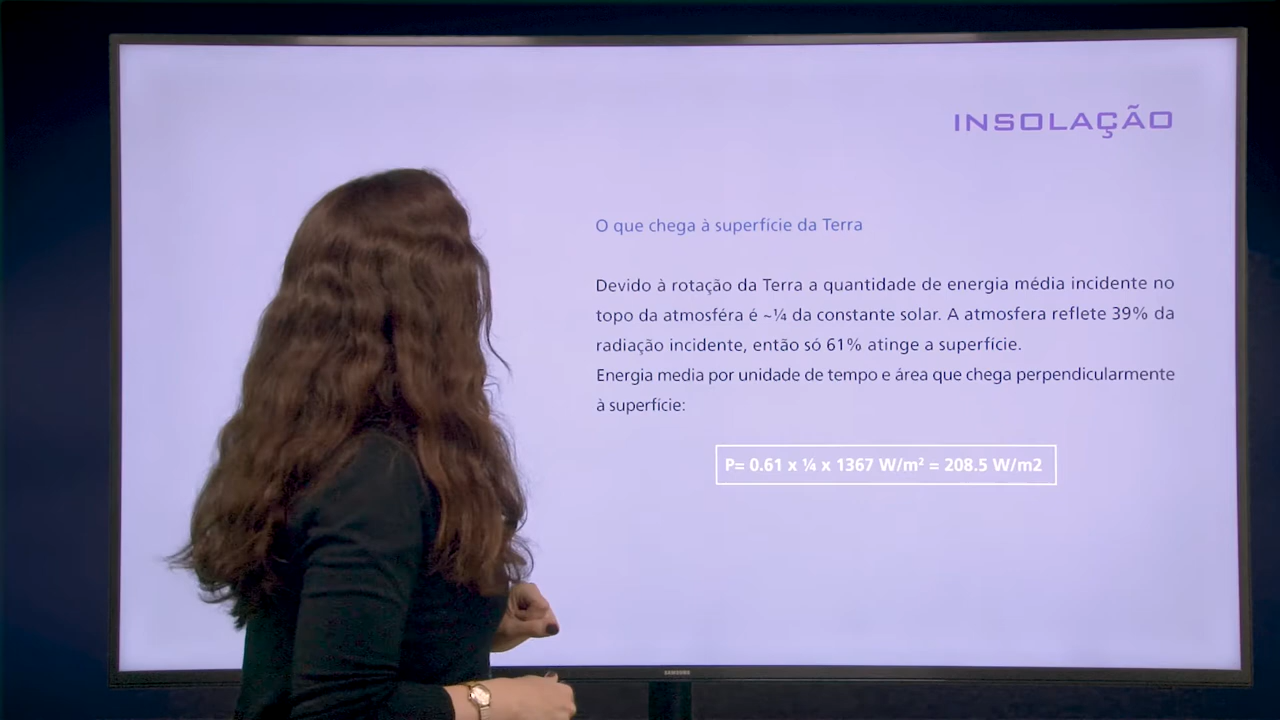 INSOLAÇÃO
O que chega à superfície da Terra
Devido à rotação da Terra a quantidade de energia média incidente no
topo da atmosféra é ~¼ da constante solar. A atmosfera reflete 39% da
radiação incidente, então só 61% atinge a superfície.
Energia media por unidade de tempo e área que chega perpendicularmente
à superfície:
P= 0.61 x ¼ x 1367 W/m² = 208.5 W/m2
SAMSUNG